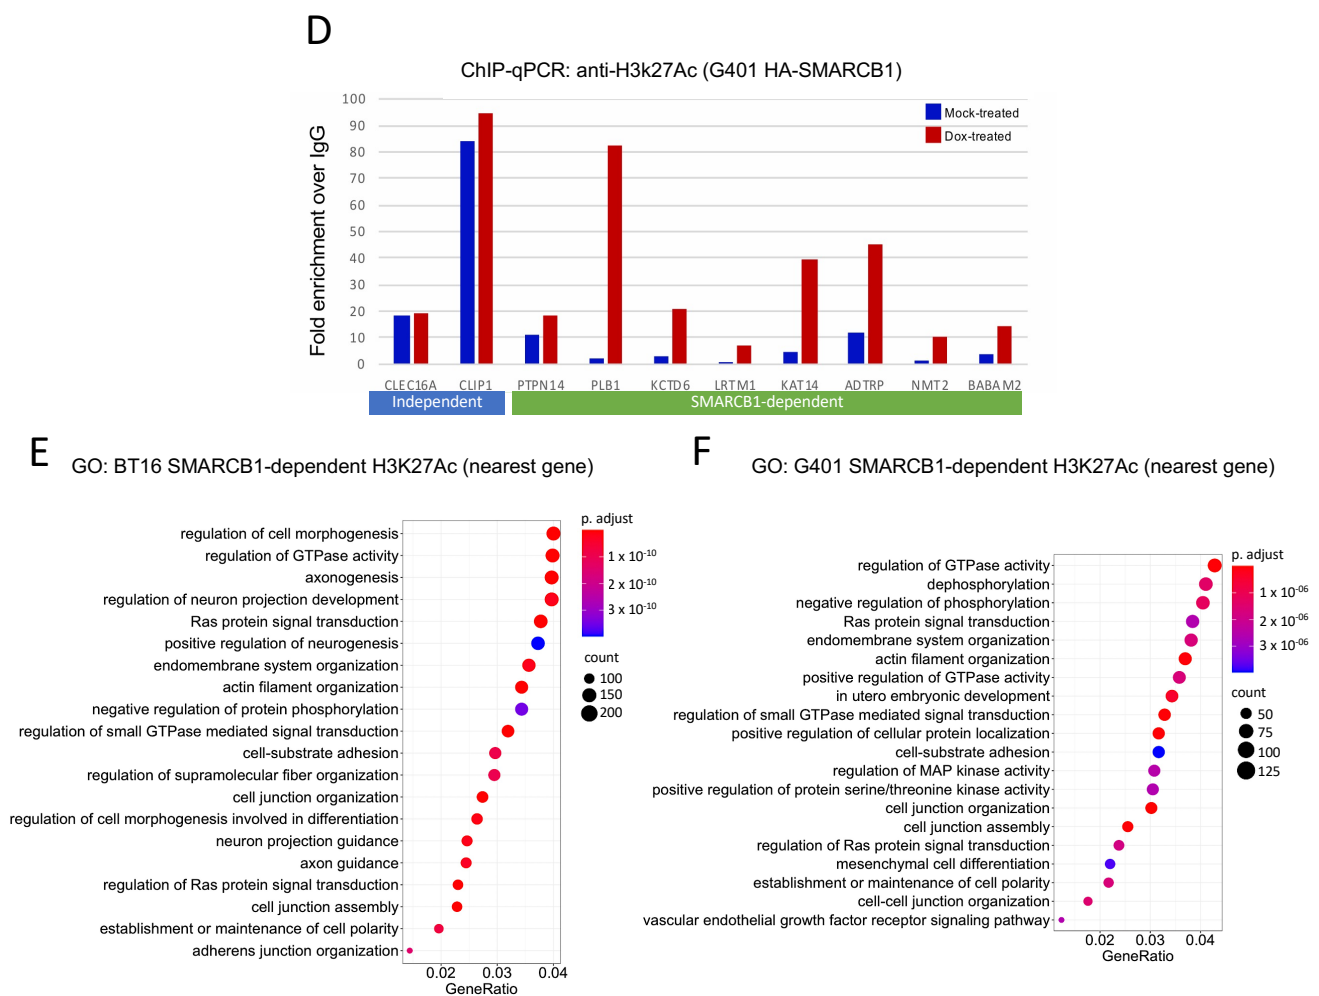 D
ChIP-qPCR: anti-H3k27Ac (G401 HA-SMARCB1)
Fold enrichment over IgG
100
90
80
70
60
50
40
30
20
10
0
Mock-treated
Dox-treated
CLEC16A CLIP1 PTPN14 PLB1 KCTD6 LRTM1 KAT14 ADTRP NMT2 BABAM2
Independent SMARCB1-dependent
E
GO: BT16 SMARCB1-dependent H3K27Ac (nearest gene)
regulation of cell morphogenesis
regulation of GTPase activity
axonogenesis
regulation of neuron projection development
Ras protein signal transduction
positive regulation of neurogenesis
endomembrane system organization
actin filament organization
negative regulation of protein phosphorylation
regulation of small GTPase mediated signal transduction
cell-substrate adhesion
regulation of supramolecular fiber organization
cell junction organization
regulation of cell morphogenesis involved in differentiation
neuron projection guidance
axon guidance
regulation of Ras protein signal transduction
cell junction assembly
establishment or maintenance of cell polarity
adherens junction organization
0.02 0.03 0.04
GeneRatio
p. adjust
1 x 10-10
2 x 10-10
3 x 10-10
count
100
150
200
F
GO: G401 SMARCB1-dependent H3K27Ac (nearest gene)
regulation of GTPase activity
dephosphorylation
negative regulation of phosphorylation
Ras protein signal transduction
endomembrane system organization
actin filament organization
positive regulation of GTPase activity
in utero embryonic development
regulation of small GTPase mediated signal transduction
positive regulation of cellular protein localization
cell-substrate adhesion
regulation of MAP kinase activity
positive regulation of protein serine/threonine kinase activity
cell junction organization
cell junction assembly
regulation of Ras protein signal transduction
mesenchymal cell differentiation
establishment or maintenance of cell polarity
cell-cell junction organization
vascular endothelial growth factor receptor signaling pathway
0.02 0.03 0.04
GeneRatio
p. adjust
1 x 10-06
2 x 10-06
3 x 10-06
count
50
75
100
125